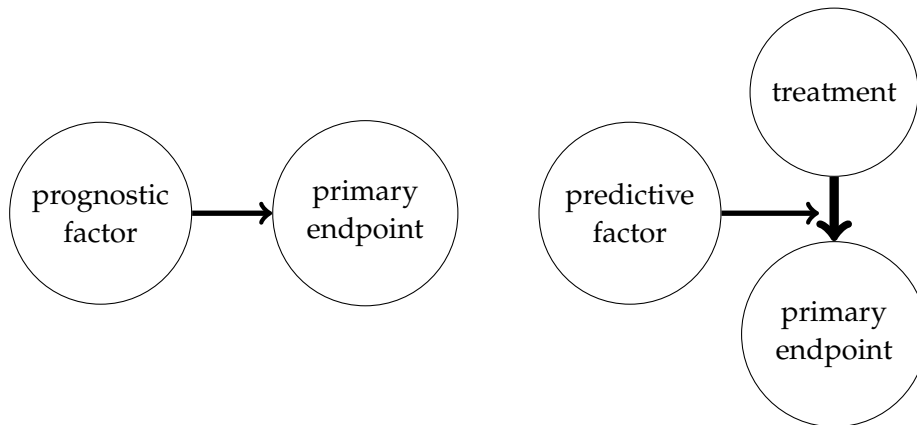 prognostic
factor
primary
endpoint
predictive
factor
treatment
primary
endpoint